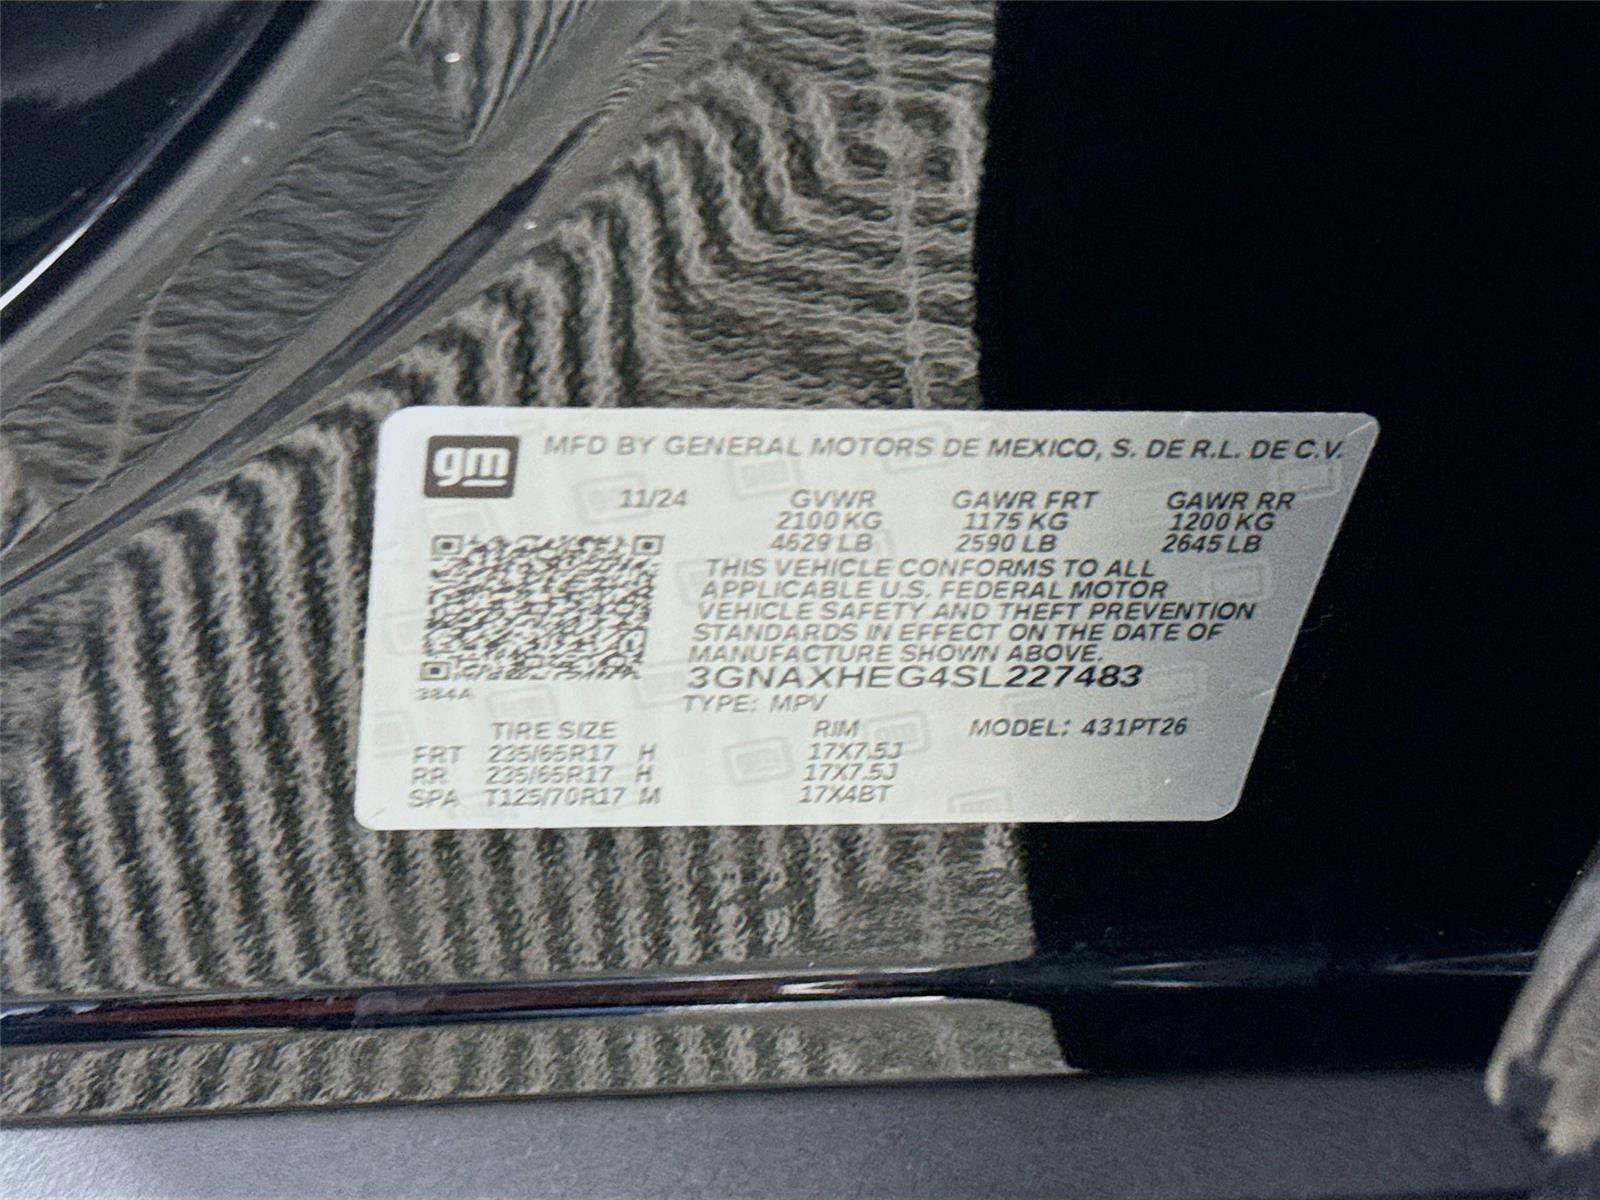 gm
MFD BY GENERAL MOTORS DE MEXICO, S. DE R.L. DE C.V.
11/24 GVWR GAWR FRT GAWR RR
2100 KG 1175 KG 1200 KG
4629 LB 2590 LB 2645 LB
THIS VEHICLE CONFORMS TO ALL
APPLICABLE U.S. FEDERAL MOTOR
VEHICLE SAFETY AND THEFT PREVENTION
STANDARDS IN EFFECT ON THE DATE OF
MANUFACTURE SHOWN ABOVE.
3GNAXHEG4SL227483
384A
TYPE: MPV
TIRE SIZE RIM MODEL: 431PT26
FRT 235/65R17 H 17X7.5J
RR 235/65R17 H 17X7.5J
SPA T125/70R17 M 17X4BT